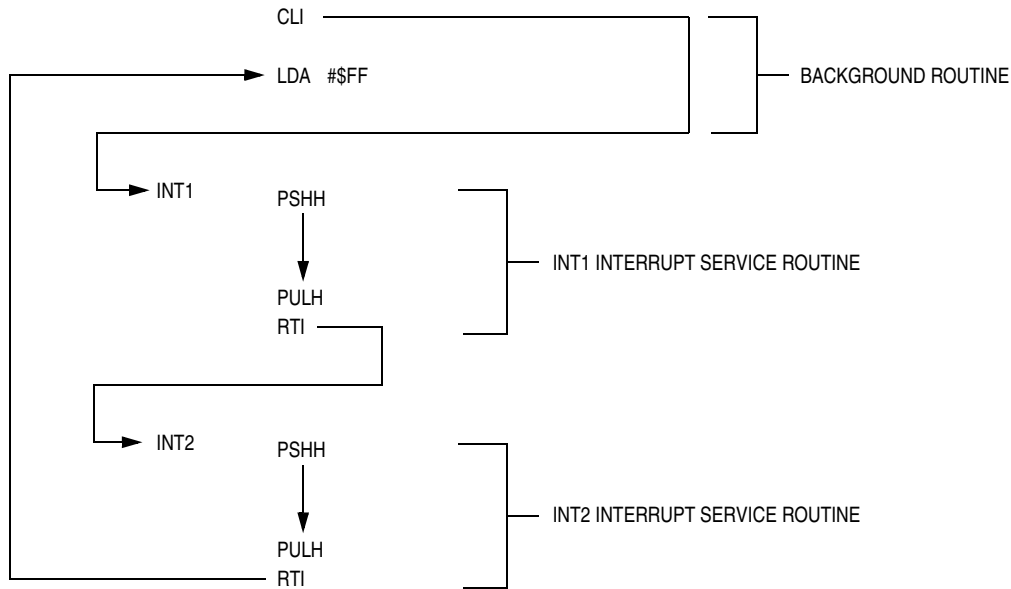 CLI
LDA #$FF
BACKGROUND ROUTINE
INT1
PSHH
INT1 INTERRUPT SERVICE ROUTINE
PULH
RTI
INT2
PSHH
INT2 INTERRUPT SERVICE ROUTINE
PULH
RTI